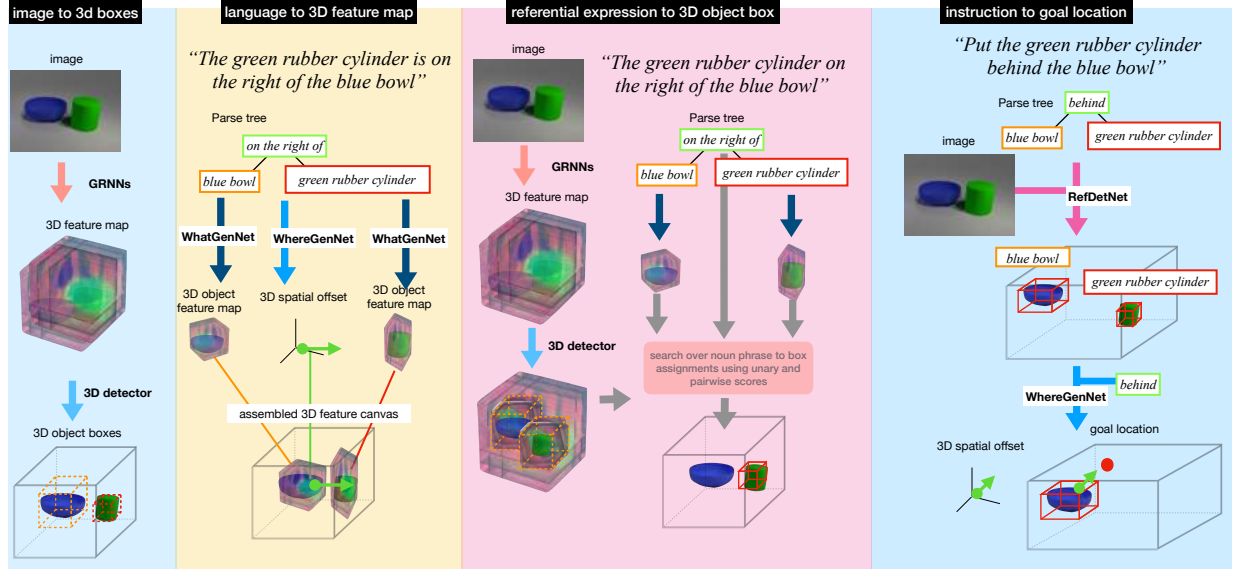 image to 3d boxes
image
GRNNs
3D feature map
3D detector
3D object boxes
language to 3D feature map
“The green rubber cylinder is on
the right of the blue bowl”
Parse tree
on the right of
blue bowl
green rubber cylinder
WhatGenNet
WhereGenNet
WhatGenNet
3D object
feature map
3D spatial offset
3D object
feature map
assembled 3D feature canvas
referential expression to 3D object box
image
“The green rubber cylinder on
the right of the blue bowl”
GRNNs
Parse tree
on the right of
blue bowl
green rubber cylinder
3D feature map
3D detector
search over noun phrase to box
assignments using unary and
pairwise scores
instruction to goal location
“Put the green rubber cylinder
behind the blue bowl”
Parse tree
behind
blue bowl
green rubber cylinder
image
RefDetNet
blue bowl
green rubber cylinder
behind
WhereGenNet
goal location
3D spatial offset